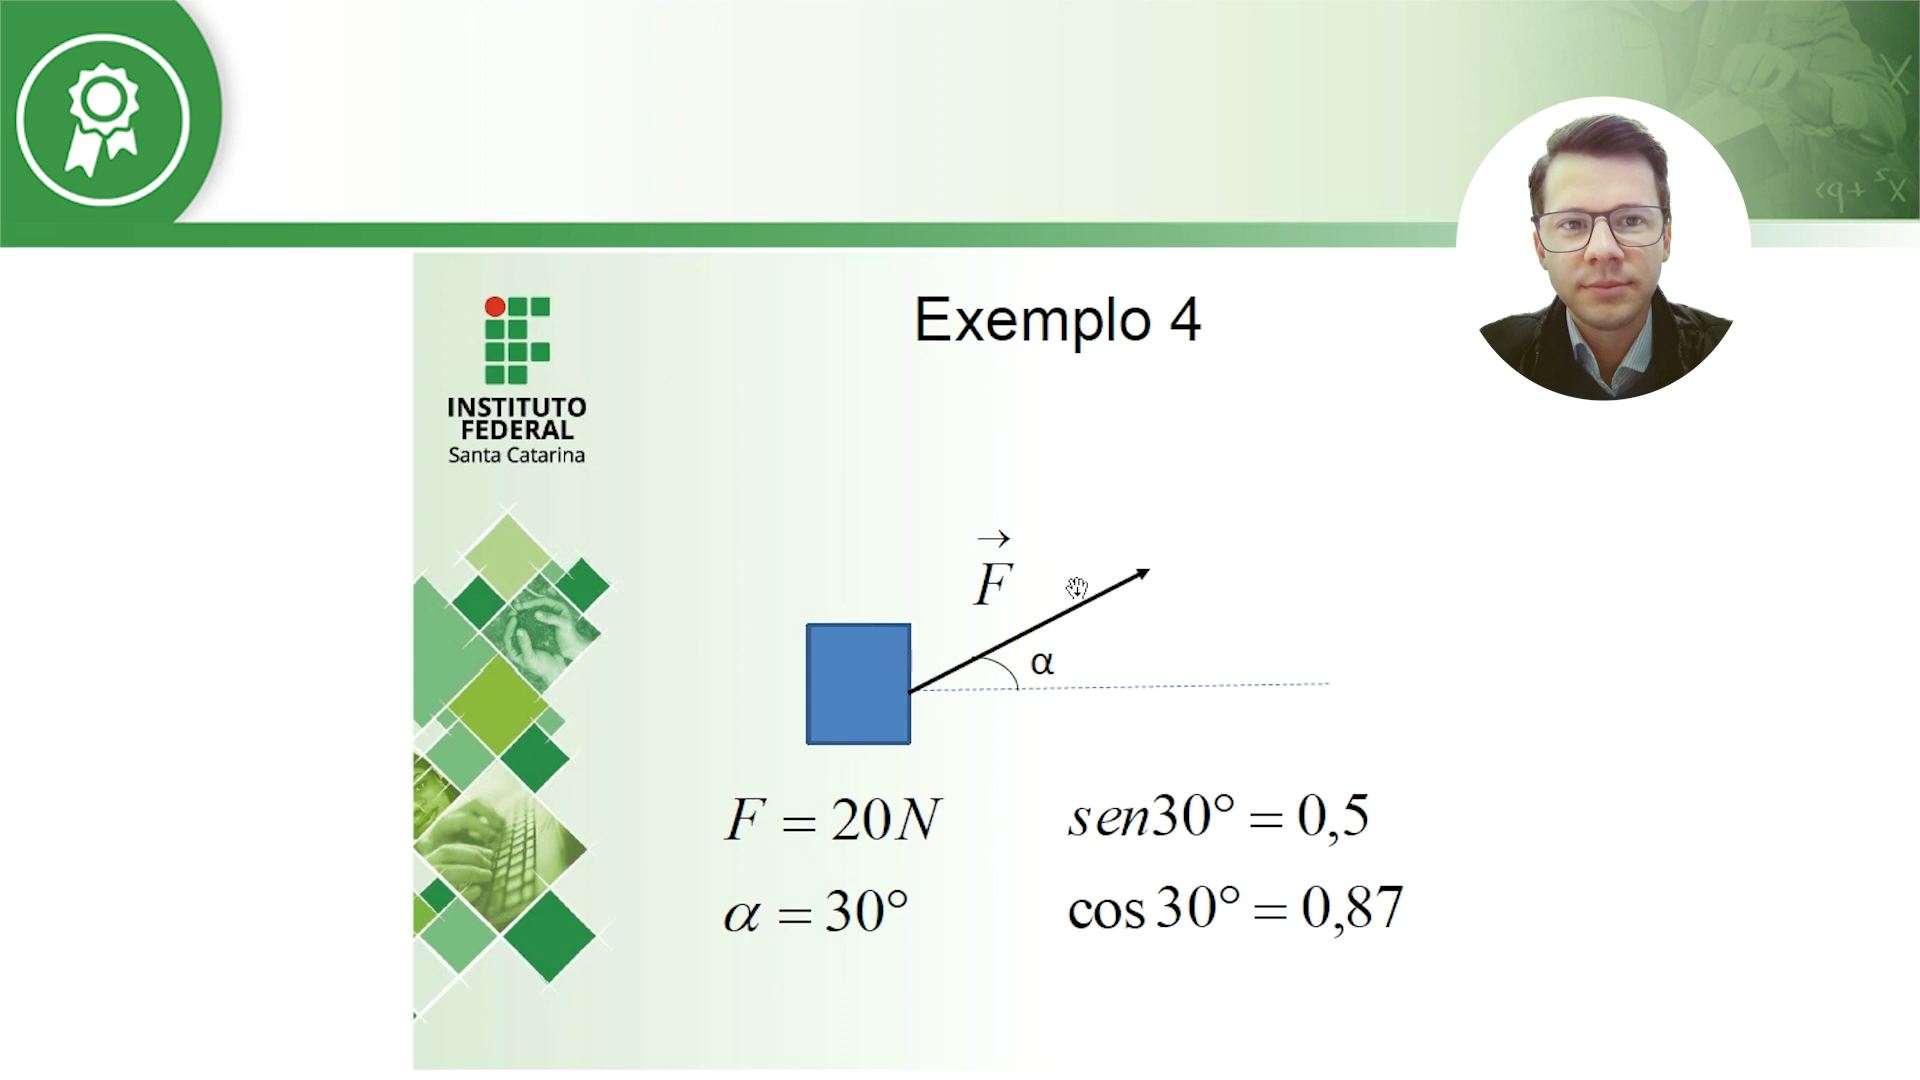 Exemplo 4
INSTITUTO
FEDERAL
Santa Catarina
→
F
α
F = 20N
sen30° = 0,5
α = 30°
cos30° = 0,87